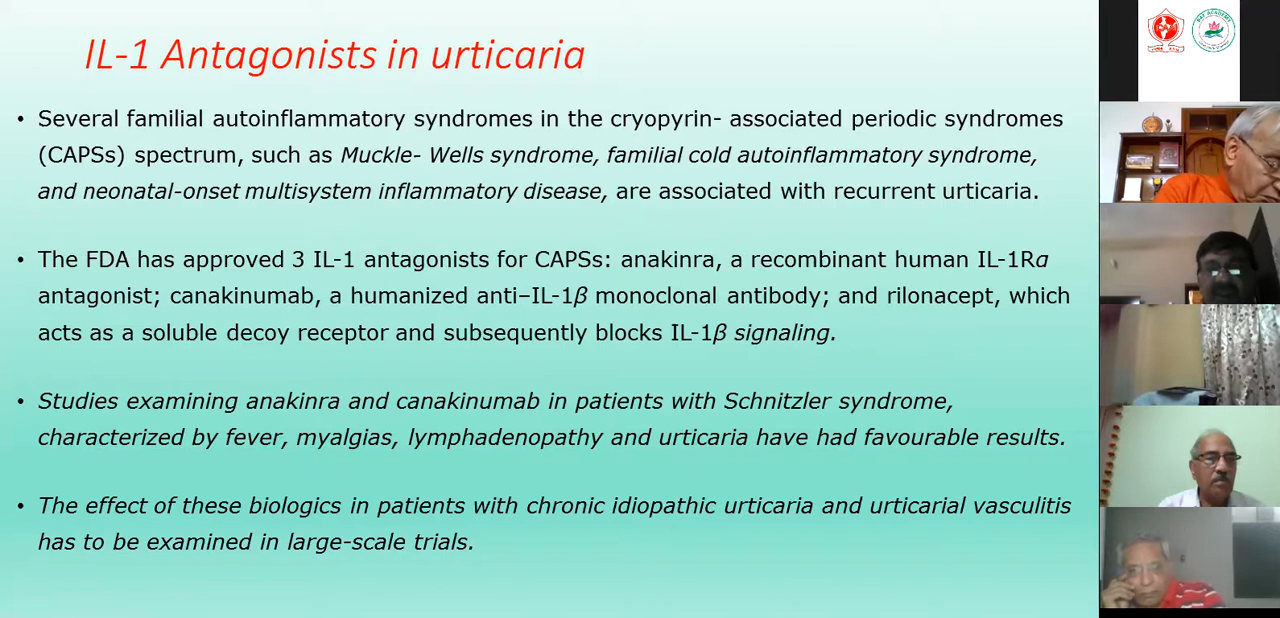 IL-1 Antagonists in urticaria
• Several familial autoinflammatory syndromes in the cryopyrin- associated periodic syndromes
(CAPSs) spectrum, such as Muckle- Wells syndrome, familial cold autoinflammatory syndrome,
and neonatal-onset multisystem inflammatory disease, are associated with recurrent urticaria.
• The FDA has approved 3 IL-1 antagonists for CAPSs: anakinra, a recombinant human IL-1Rα
antagonist; canakinumab, a humanized anti–IL-1β monoclonal antibody; and rilonacept, which
acts as a soluble decoy receptor and subsequently blocks IL-1β signaling.
• Studies examining anakinra and canakinumab in patients with Schnitzler syndrome,
characterized by fever, myalgias, lymphadenopathy and urticaria have had favourable results.
• The effect of these biologics in patients with chronic idiopathic urticaria and urticarial vasculitis
has to be examined in large-scale trials.